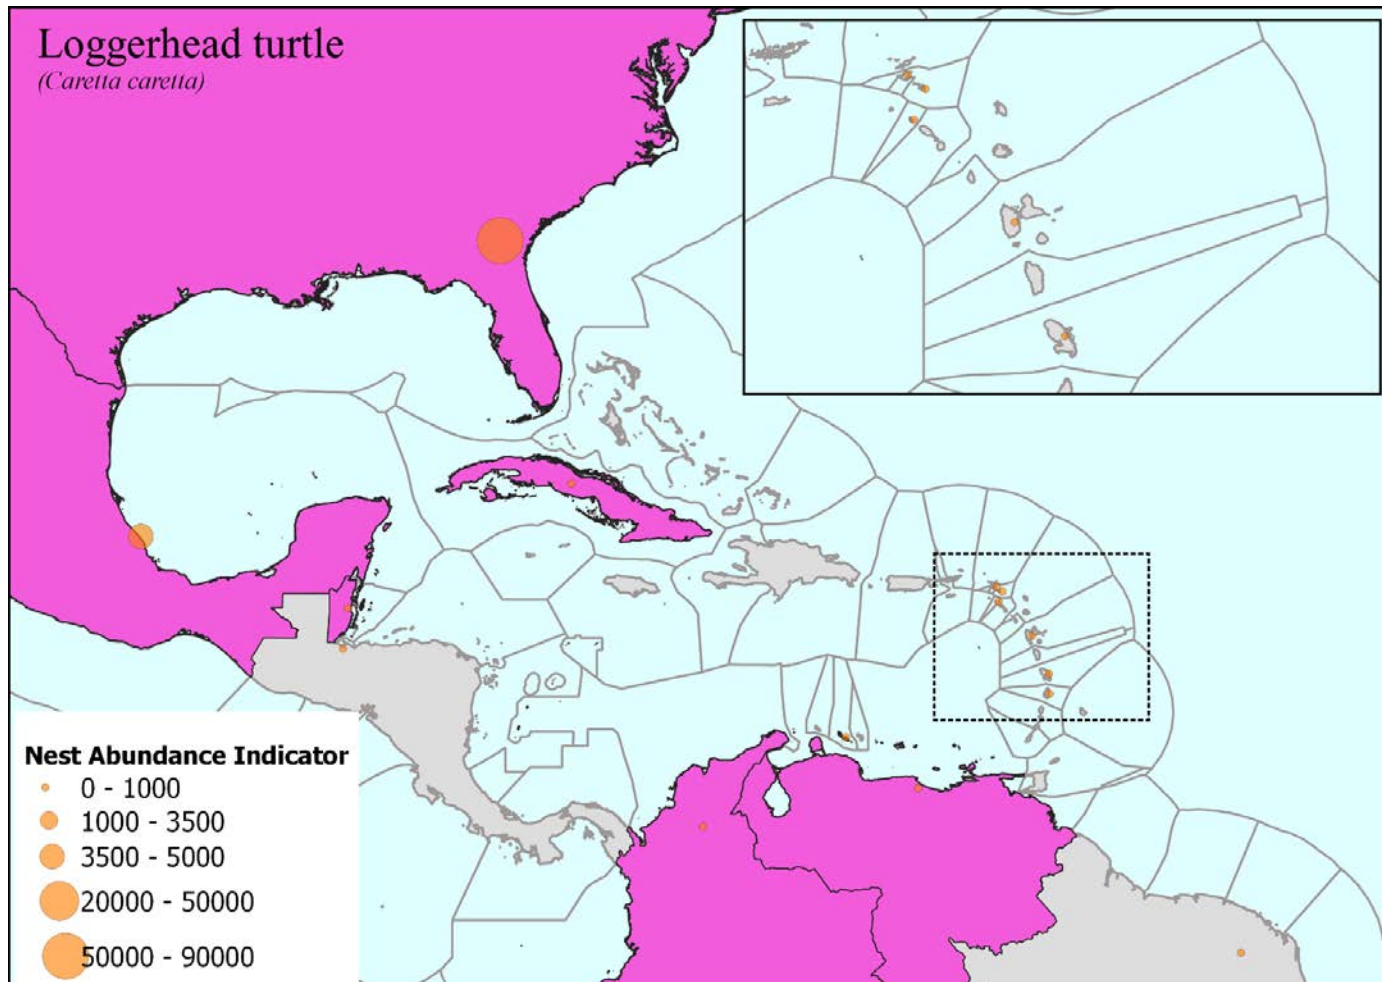 Loggerhead turtle
(Caretta caretta)
Nest Abundance Indicator
0 - 1000
1000 - 3500
3500 - 5000
20000 - 50000
50000 - 90000